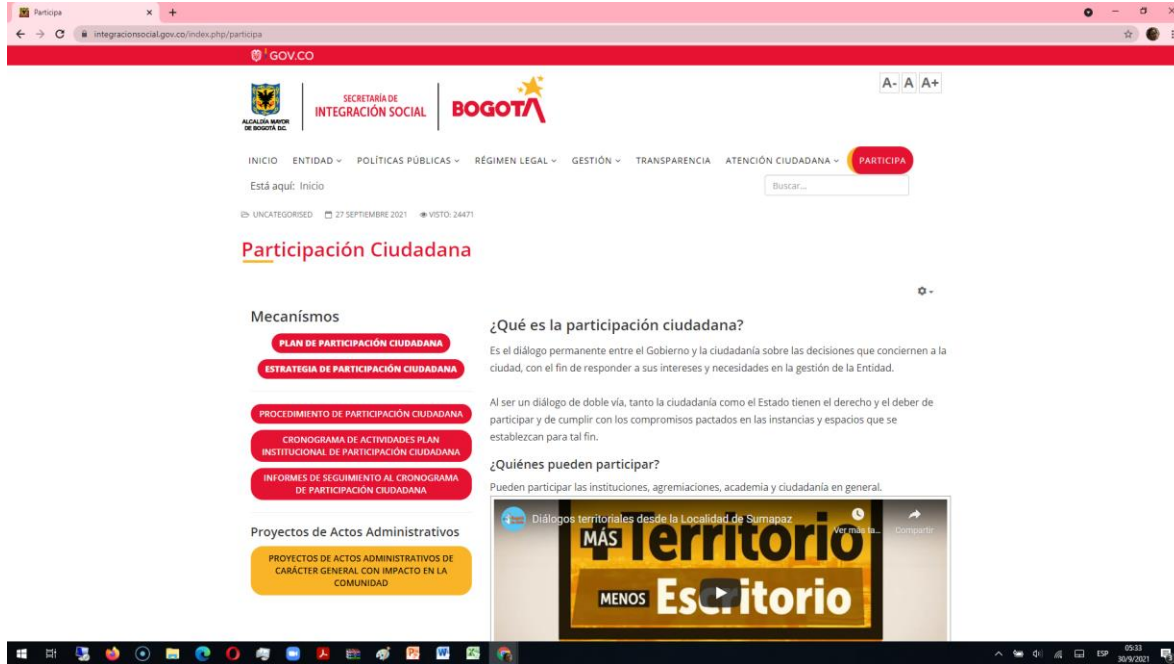 Participa
integracionsocial.gov.co/index.php/participa
GOV.CO
A- A A+
ALCALDÍA MAYOR
DE BOGOTÁ D.C.
SECRETARÍA DE
INTEGRACIÓN SOCIAL
BOGOTÁ
INICIO ENTIDAD POLÍTICAS PÚBLICAS RÉGIMEN LEGAL GESTIÓN TRANSPARENCIA ATENCIÓN CIUDADANA PARTICIPA
Está aquí: Inicio
Buscar...
UNCATEGORISED 27 SEPTIEMBRE 2021 VISTO: 24471
Participación Ciudadana
Mecanísmos
PLAN DE PARTICIPACIÓN CIUDADANA
ESTRATEGIA DE PARTICIPACIÓN CIUDADANA
PROCEDIMIENTO DE PARTICIPACIÓN CIUDADANA
CRONOGRAMA DE ACTIVIDADES PLAN
INSTITUCIONAL DE PARTICIPACIÓN CIUDADANA
INFORMES DE SEGUIMIENTO AL CRONOGRAMA
DE PARTICIPACIÓN CIUDADANA
Proyectos de Actos Administrativos
PROYECTOS DE ACTOS ADMINISTRATIVOS DE
CARÁCTER GENERAL CON IMPACTO EN LA
COMUNIDAD
¿Qué es la participación ciudadana?
Es el diálogo permanente entre el Gobierno y la ciudadanía sobre las decisiones que conciernen a la
ciudad, con el fin de responder a sus intereses y necesidades en la gestión de la Entidad.
Al ser un diálogo de doble vía, tanto la ciudadanía como el Estado tienen el derecho y el deber de
participar y de cumplir con los compromisos pactados en las instancias y espacios que se
establezcan para tal fin.
¿Quiénes pueden participar?
Pueden participar las instituciones, agremiaciones, academia y ciudadanía en general.
Diálogos territoriales desde la Localidad de Sumapaz
Ver más ta...
Compartir
MÁS Territorio
MENOS Escritorio
ESP
05:33
30/9/2021